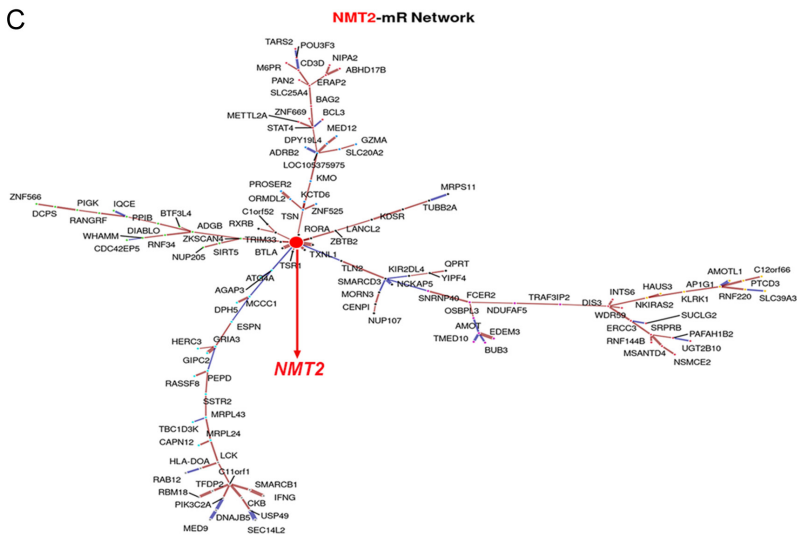 C
NMT2-mR Network
TARS2
POU3F3
NIPA2
M6PR
CD3D
ABHD17B
PAN2
ERAP2
SLC25A4
BAG2
ZNF669
BCL3
METTL2A
STAT4
MED12
DPY19L4
GZMA
ADRB2
SLC20A2
LOC105375975
KMO
PROSER2
KCTD6
MRPS11
ORMDL2
TUBB2A
ZNF566
IQCE
PIGK
C1orf52
TSN
ZNF525
KDSR
DCPS
RANGRF
PPIB
BTF3L4
ADGB
RXRB
RORA
LANCL2
WHAMM
DIABLO
ZKSCAN4
TRIM33
ZBTB2
CDC42EP5
RNF34
NUP205
SIRT5
BTLA
TXNL1
TSR1
TLN2
KIR2DL4
QPRT
ATG4A
SMARCD3
YIPF4
NCKAP5
AGAP3
MORN3
SNRNP40
FCER2
TRAF3IP2
INTS6
HAUS3
AMOTL1
C12orf66
AP1G1
PTCD3
DPH5
MCCC1
CENPI
OSBPL3
NDUFAF5
DIS3
NKIRAS2
KLRK1
RNF220
SLC39A3
NUP107
WDR59
SUCLG2
ESPN
AMOT
EDEM3
ERCC3
SRPRB
PAFAH1B2
HERC3
GRIA3
TMED10
BUB3
RNF144B
UGT2B10
GIPC2
MSANTD4
NSMCE2
NMT2
RASSF8
PEPD
SSTR2
MRPL43
TBC1D3K
MRPL24
CAPN12
LCK
HLA-DOA
C11orf1
RAB12
TFDP2
SMARCB1
RBM18
IFNG
PIK3C2A
CKB
DNAJB5
USP49
MED9
SEC14L2